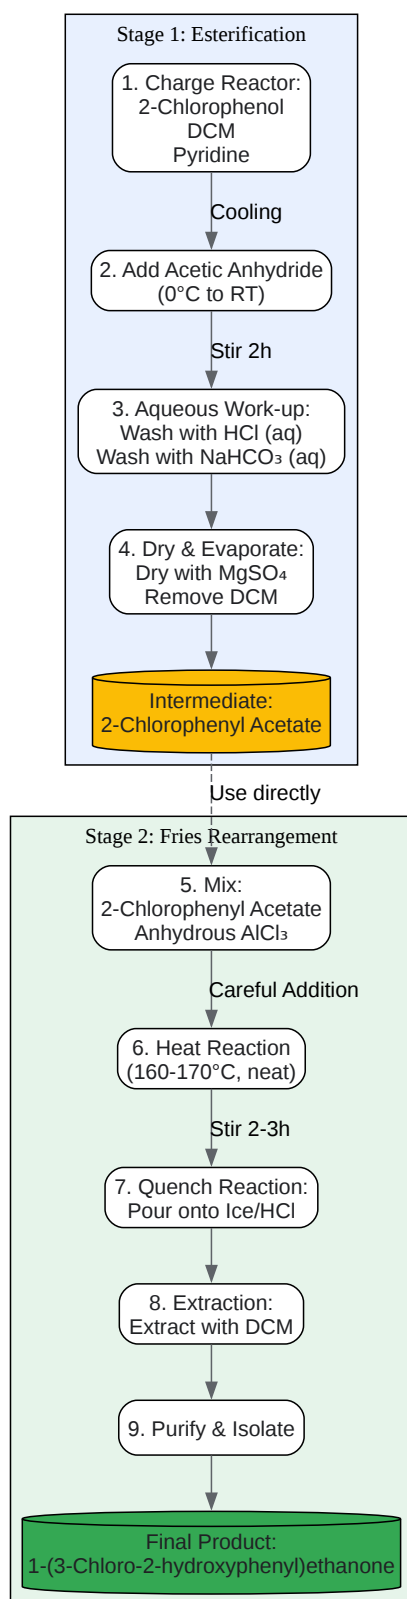 Stage 1: Esterification
1. Charge Reactor:
2-Chlorophenol
DCM
Pyridine
Cooling
2. Add Acetic Anhydride
(0°C to RT)
Stir 2h
3. Aqueous Work-up:
Wash with HCl (aq)
Wash with NaHCO₃ (aq)
4. Dry & Evaporate:
Dry with MgSO₄
Remove DCM
Intermediate:
2-Chlorophenyl Acetate
Use directly
Stage 2: Fries Rearrangement
5. Mix:
2-Chlorophenyl Acetate
Anhydrous AlCl₃
Careful Addition
6. Heat Reaction
(160-170°C, neat)
Stir 2-3h
7. Quench Reaction:
Pour onto Ice/HCl
8. Extraction:
Extract with DCM
9. Purify & Isolate
Final Product:
1-(3-Chloro-2-hydroxyphenyl)ethanone